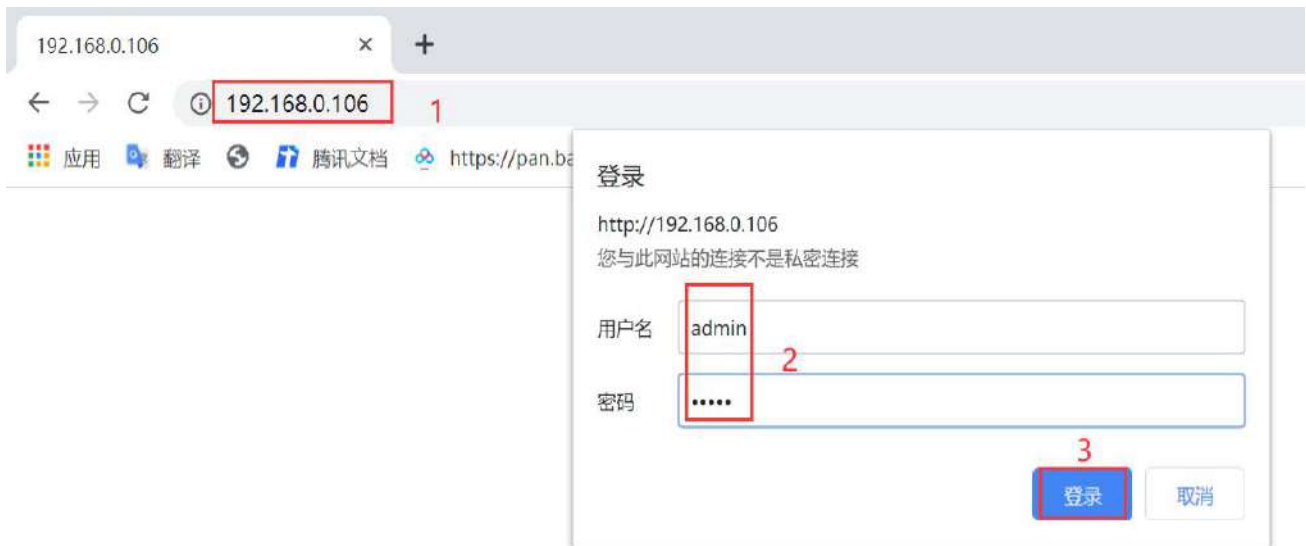 192.168.0.106
192.168.0.106 1
应用 翻译 腾讯文档 https://pan.ba
登录
http://192.168.0.106
您与此网站的连接不是私密连接
用户名 admin
2
密码 •••••
3
登录 取消